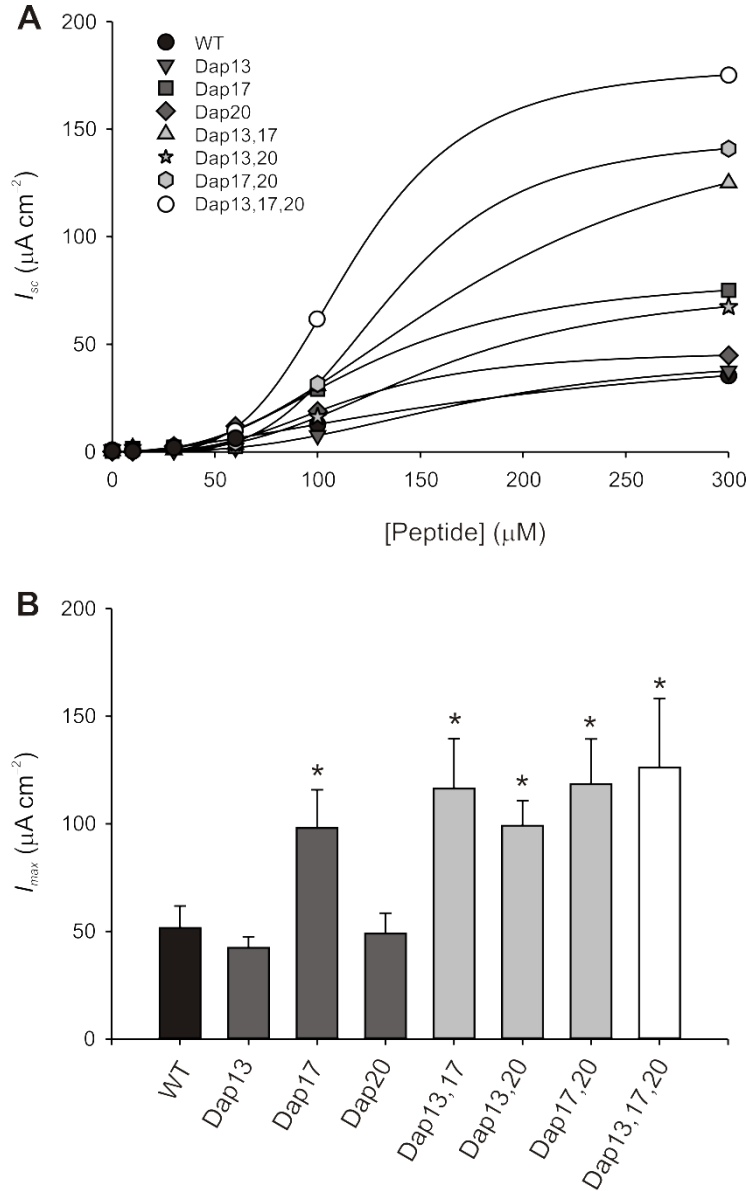 A
200
150
100
50
0
I sc (µA cm-2)
WT
Dap13
Dap17
Dap20
Dap13,17
Dap13,20
Dap17,20
Dap13,17,20
0 50 100 150 200 250 300
[Peptide] (µM)
B
200
150
100
50
0
I max (µA cm-2)
* * * * *
WT Dap13 Dap17 Dap20 Dap13,17 Dap13,20 Dap17,20 Dap13,17,20